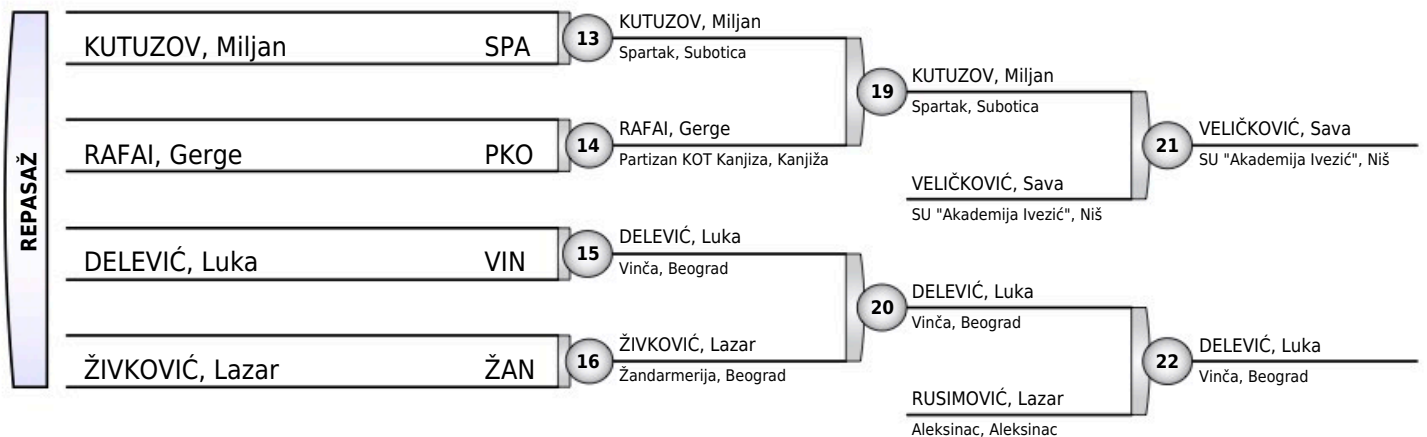 REPASAŽ
KUTUZOV, Miljan SPA
13
KUTUZOV, Miljan
Spartak, Subotica
RAFAI, Gerge PKO
14
RAFAI, Gerge
Partizan KOT Kanjiza, Kanjiža
19
KUTUZOV, Miljan
Spartak, Subotica
VELIČKOVIĆ, Sava
SU "Akademija Ivezić", Niš
21
VELIČKOVIĆ, Sava
SU "Akademija Ivezić", Niš
DELEVIĆ, Luka VIN
15
DELEVIĆ, Luka
Vinča, Beograd
ŽIVKOVIĆ, Lazar ŽAN
16
ŽIVKOVIĆ, Lazar
Žandarmerija, Beograd
20
DELEVIĆ, Luka
Vinča, Beograd
RUSIMOVIĆ, Lazar
Aleksinac, Aleksinac
22
DELEVIĆ, Luka
Vinča, Beograd